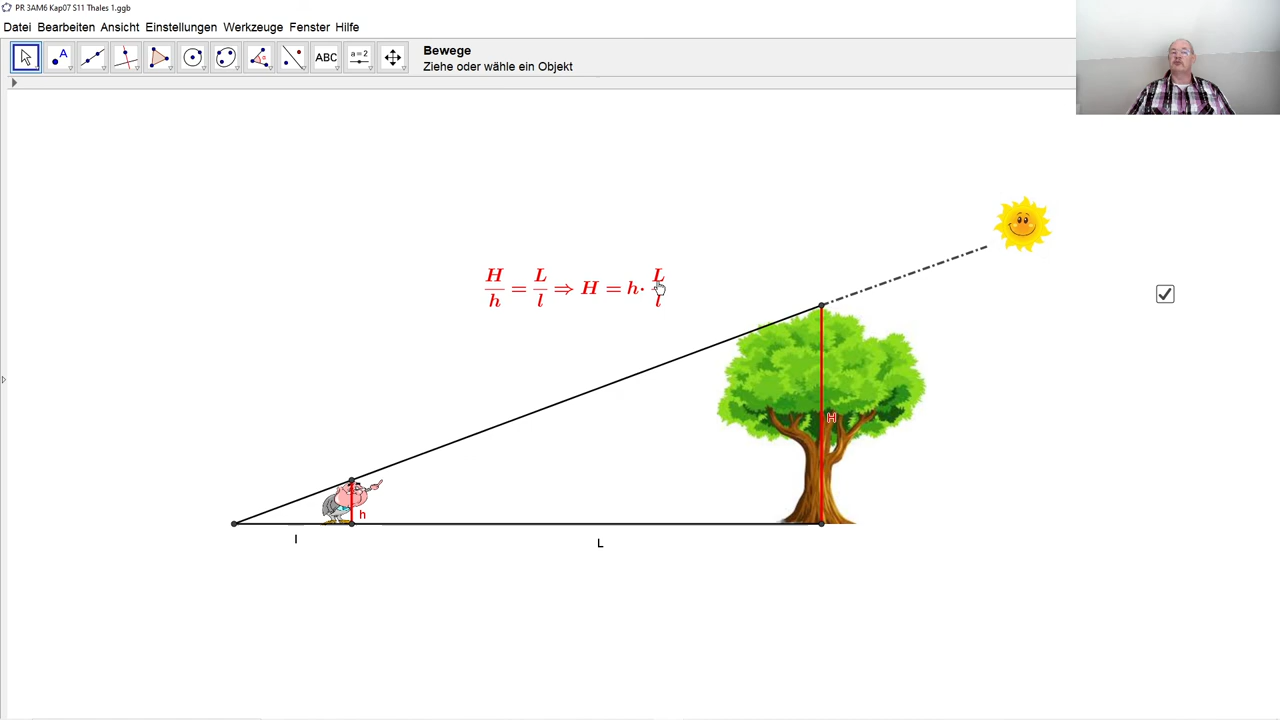 PR 3AM6 Kap07 S11 Thales 1.ggb
Datei Bearbeiten Ansicht Einstellungen Werkzeuge Fenster Hilfe
A
ABC
a=2
Bewege
Ziehe oder wähle ein Objekt
H/h = L/l ⇒ H = h· L/l
H
h
l
L